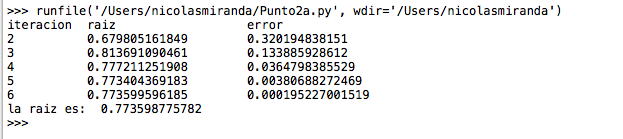 >>> runfile('/Users/nicolasmiranda/Punto2a.py', wdir='/Users/nicolasmiranda')
iteracion raiz error
2 0.679805161849 0.320194838151
3 0.813691090461 0.133885928612
4 0.777211251908 0.0364798385529
5 0.773404369183 0.00380688272469
6 0.773599596185 0.000195227001519
la raiz es: 0.773598775782
>>>